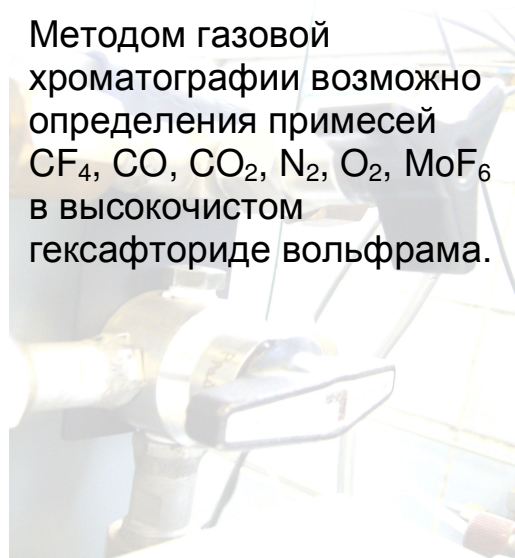 Методом газовой
хроматографии возможно
определения примесей
CF₄, CO, CO₂, N₂, O₂, MoF₆
в высокочистом
гексафториде вольфрама.